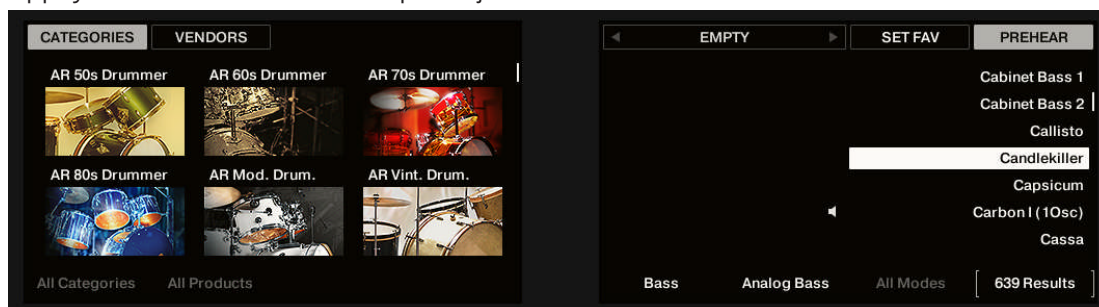 CATEGORIES VENDORS
AR 50s Drummer AR 60s Drummer AR 70s Drummer
AR 80s Drummer AR Mod. Drum. AR Vint. Drum.
All Categories All Products
EMPTY SET FAV PREHEAR
Cabinet Bass 1
Cabinet Bass 2
Callisto
Candlekiller
Capsicum
Carbon I (1Osc)
Cassa
Bass Analog Bass All Modes 639 Results